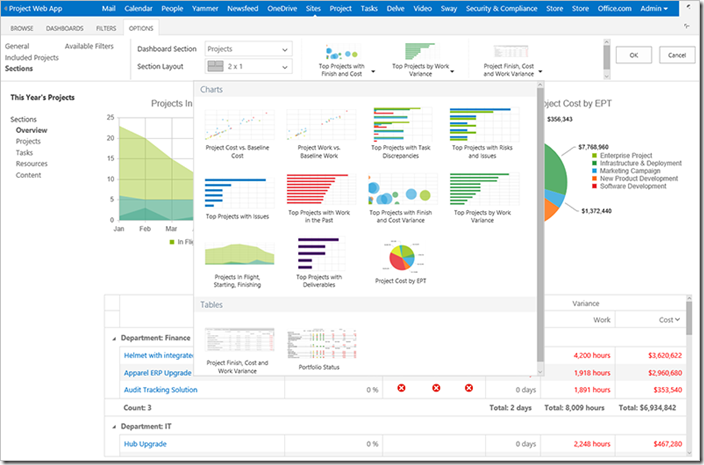 Project Web App
Mail Calendar People Yammer Newsfeed OneDrive Sites Project Tasks Delve Video Sway Security & Compliance Store Store Office.com Admin
BROWSE DASHBOARDS FILTERS OPTIONS
General Available Filters
Included Projects
Sections
Dashboard Section Projects
Section Layout 2 x 1
Top Projects with Finish and Cost
Top Projects by Work Variance
Project Finish, Cost and Work Variance
OK Cancel
This Year's Projects
Sections
Overview
Projects
Tasks
Resources
Content
Projects In
25
20
15
10
5
0
Jan Feb Mar Apr
In Fli
Charts
Project Cost vs. Baseline Cost
Project Work vs. Baseline Work
Top Projects with Task Discrepancies
Top Projects with Risks and Issues
Top Projects with Issues
Top Projects with Work in the Past
Top Projects with Finish and Cost Variance
Top Projects by Work Variance
Projects In Flight, Starting, Finishing
Top Projects with Deliverables
Project Cost by EPT
Tables
Project Finish, Cost and Work Variance
Portfolio Status
oject Cost by EPT
$356,343
$7,768,960
$1,372,440
Enterprise Project
Infrastructure & Deployment
Marketing Campaign
New Product Development
Software Development
Variance
Work Cost
Department: Finance
Helmet with integrated 4,200 hours $3,620,622
Apparel ERP Upgrade 1,918 hours $2,960,680
Audit Tracking Solution 0 % 0 days 1,891 hours $353,540
Count: 3 Total: 2 days Total: 8,009 hours Total: $6,934,842
Department: IT
Hub Upgrade 0 % 0 days 2,248 hours $467,280